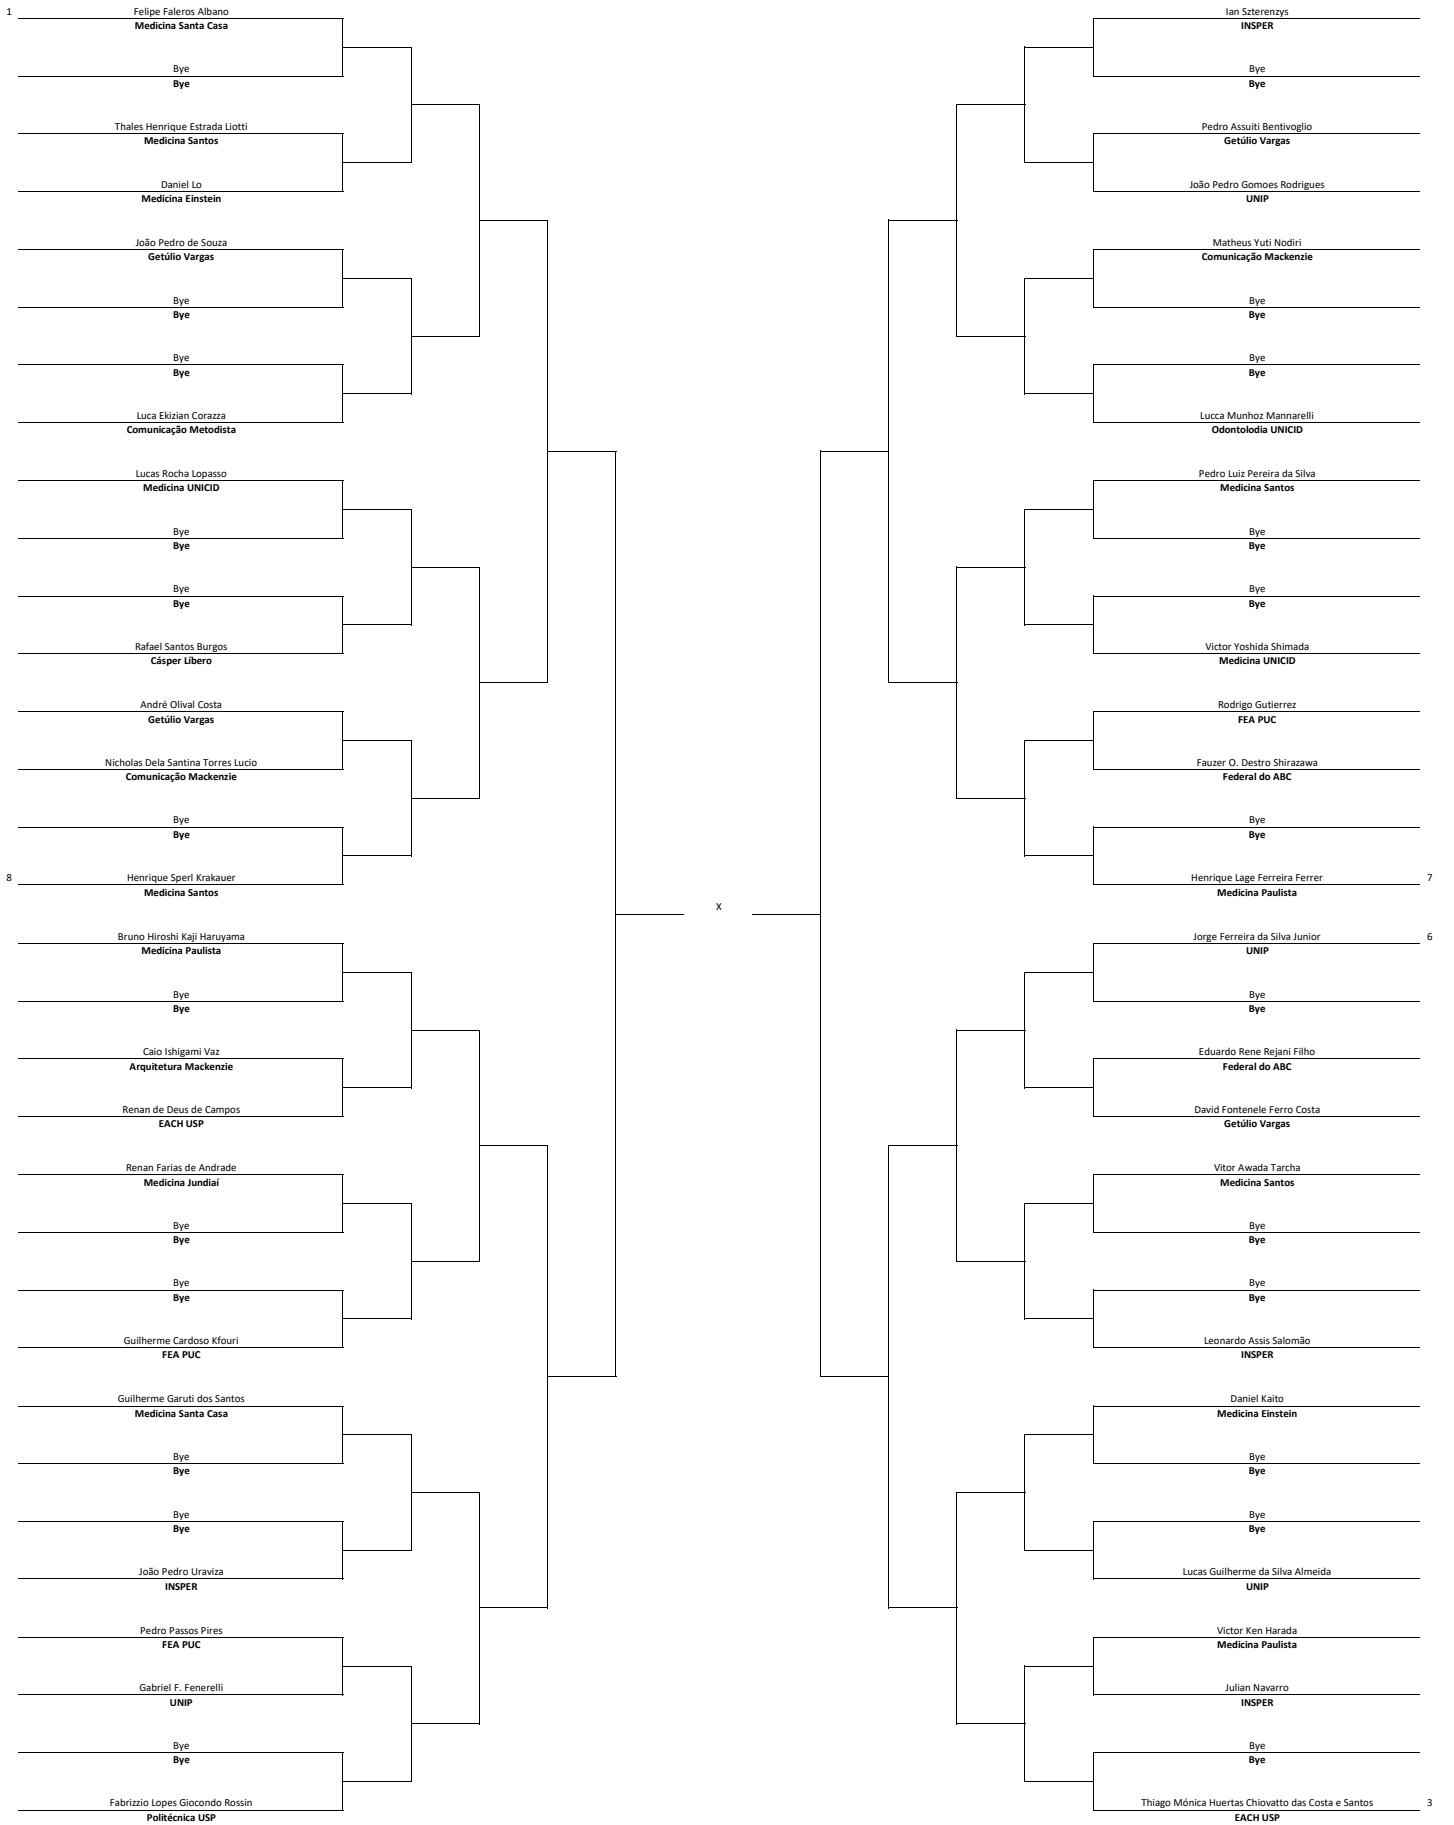 1
Felipe Faleros Albano
Medicina Santa Casa
Bye
Bye
Thales Henrique Estrada Liotti
Medicina Santos
Daniel Lo
Medicina Einstein
João Pedro de Souza
Getúlio Vargas
Bye
Bye
Bye
Bye
Luca Ekizian Corazza
Comunicação Metodista
Lucas Rocha Lopasso
Medicina UNICID
Bye
Bye
Bye
Bye
Rafael Santos Burgos
Cásper Líbero
André Olival Costa
Getúlio Vargas
Nicholas Dela Santina Torres Lucio
Comunicação Mackenzie
Bye
Bye
8
Henrique Sperl Krakauer
Medicina Santos
Bruno Hiroshi Kaji Haruyama
Medicina Paulista
Bye
Bye
Caio Ishigami Vaz
Arquitetura Mackenzie
Renan de Deus de Campos
EACH USP
Renan Farias de Andrade
Medicina Jundiaí
Bye
Bye
Bye
Bye
Guilherme Cardoso Kfouri
FEA PUC
Guilherme Garuti dos Santos
Medicina Santa Casa
Bye
Bye
Bye
Bye
João Pedro Uraviza
INSPER
Pedro Passos Pires
FEA PUC
Gabriel F. Fenerelli
UNIP
Bye
Bye
Fabrizzio Lopes Giocondo Rossin
Politécnica USP
X
Ian Szterenzys
INSPER
Bye
Bye
Pedro Assuiti Bentivoglio
Getúlio Vargas
João Pedro Gomoes Rodrigues
UNIP
Matheus Yuti Nodiri
Comunicação Mackenzie
Bye
Bye
Bye
Bye
Lucca Munhoz Mannarelli
Odontolodia UNICID
Pedro Luiz Pereira da Silva
Medicina Santos
Bye
Bye
Bye
Bye
Victor Yoshida Shimada
Medicina UNICID
Rodrigo Gutierrez
FEA PUC
Fauzer O. Destro Shirazawa
Federal do ABC
Bye
Bye
Henrique Lage Ferreira Ferrer
7
Medicina Paulista
Jorge Ferreira da Silva Junior
6
UNIP
Bye
Bye
Eduardo Rene Rejani Filho
Federal do ABC
David Fontenele Ferro Costa
Getúlio Vargas
Vitor Awada Tarcha
Medicina Santos
Bye
Bye
Bye
Bye
Leonardo Assis Salomão
INSPER
Daniel Kaito
Medicina Einstein
Bye
Bye
Bye
Bye
Lucas Guilherme da Silva Almeida
UNIP
Victor Ken Harada
Medicina Paulista
Julian Navarro
INSPER
Bye
Bye
Thiago Mónica Huertas Chiovatto das Costa e Santos
3
EACH USP